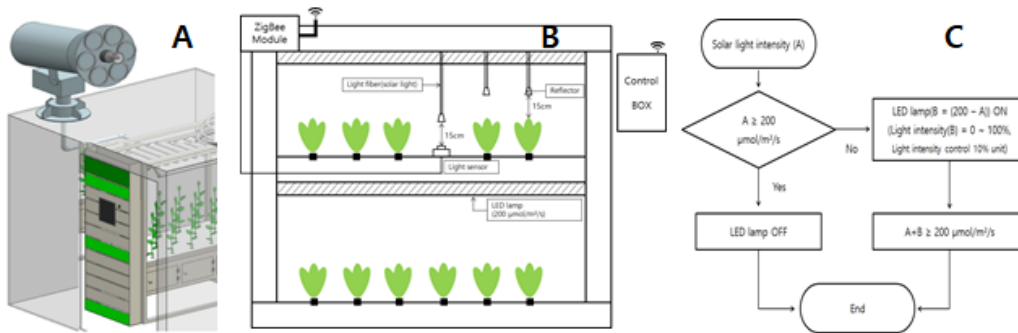 A
ZigBee
Module
B
Light fiber(solar light)
Reflector
15cm
15cm
Light sensor
LED lamp
(200 μmol/m²/s)
Control
BOX
C
Solar light intensity (A)
A ≥ 200
μmol/m²/s
No
Yes
LED lamp(B = (200 − A)) ON
(Light intensity(B) = 0 ~ 100%,
Light intensity control 10% unit)
LED lamp OFF
A+B ≥ 200 μmol/m²/s
End